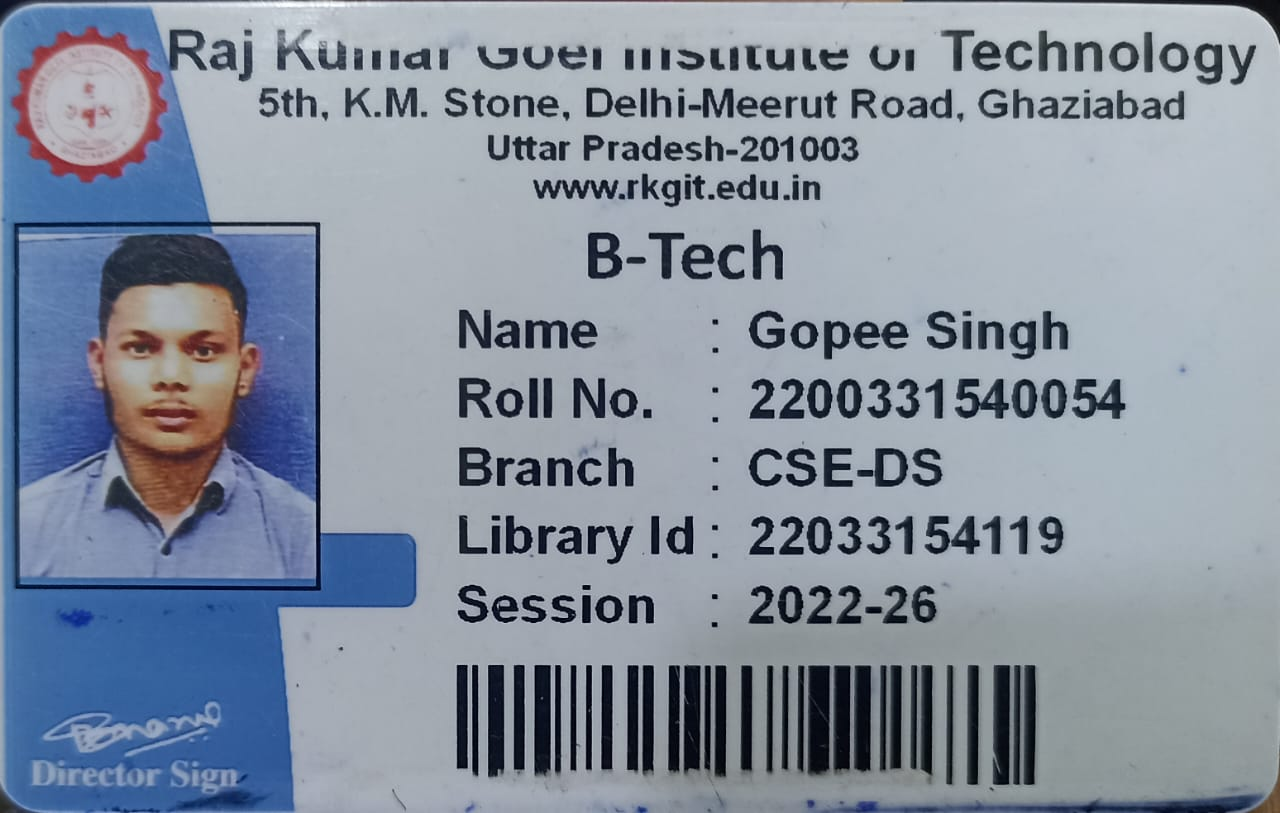 Raj Kumar Goel Institute of Technology
5th, K.M. Stone, Delhi-Meerut Road, Ghaziabad
Uttar Pradesh-201003
www.rkgit.edu.in
B-Tech
Name : Gopee Singh
Roll No. : 2200331540054
Branch : CSE-DS
Library Id : 22033154119
Session : 2022-26
Director Sign